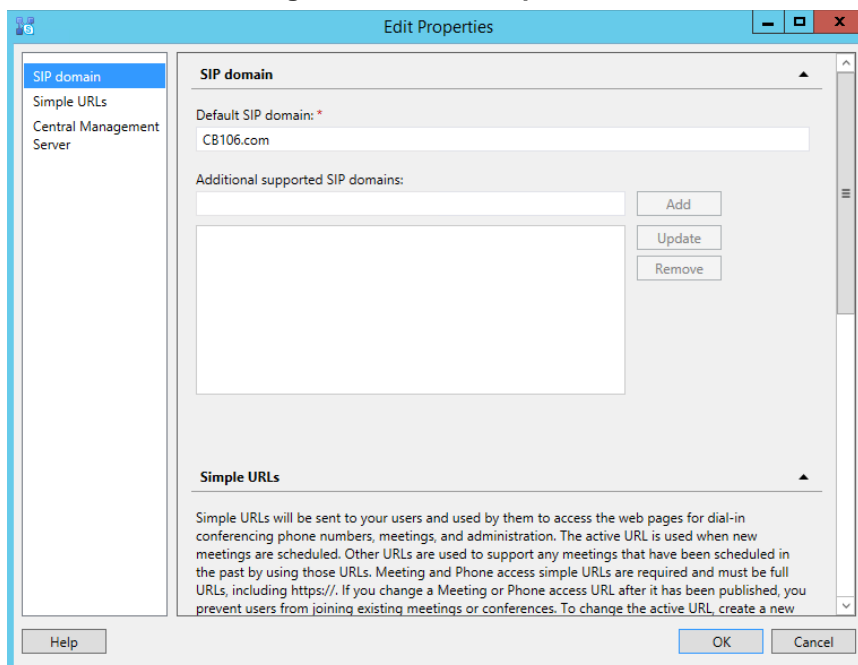 Edit Properties
SIP domain
Simple URLs
Central Management
Server
SIP domain
Default SIP domain: *
CB106.com
Additional supported SIP domains:
Add
Update
Remove
Simple URLs
Simple URLs will be sent to your users and used by them to access the web pages for dial-in
conferencing phone numbers, meetings, and administration. The active URL is used when new
meetings are scheduled. Other URLs are used to support any meetings that have been scheduled in
the past by using those URLs. Meeting and Phone access simple URLs are required and must be full
URLs, including https://. If you change a Meeting or Phone access URL after it has been published, you
prevent users from joining existing meetings or conferences. To change the active URL, create a new
Help
OK
Cancel